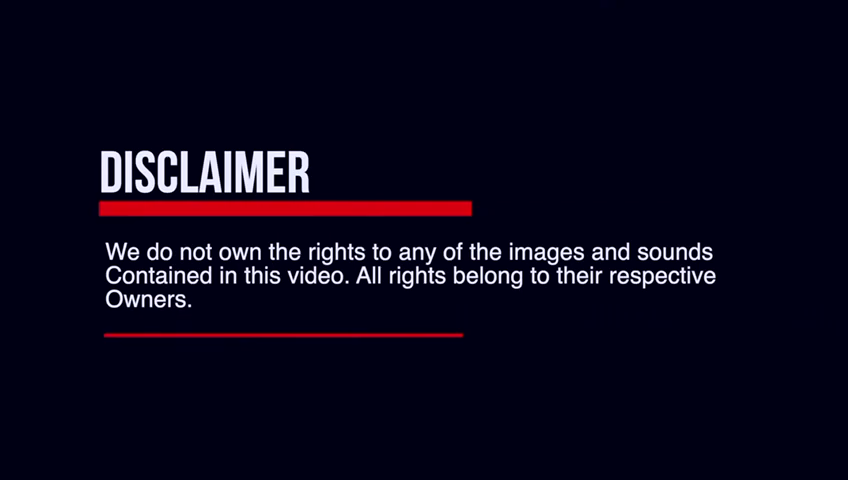 DISCLAIMER
We do not own the rights to any of the images and sounds
Contained in this video. All rights belong to their respective
Owners.